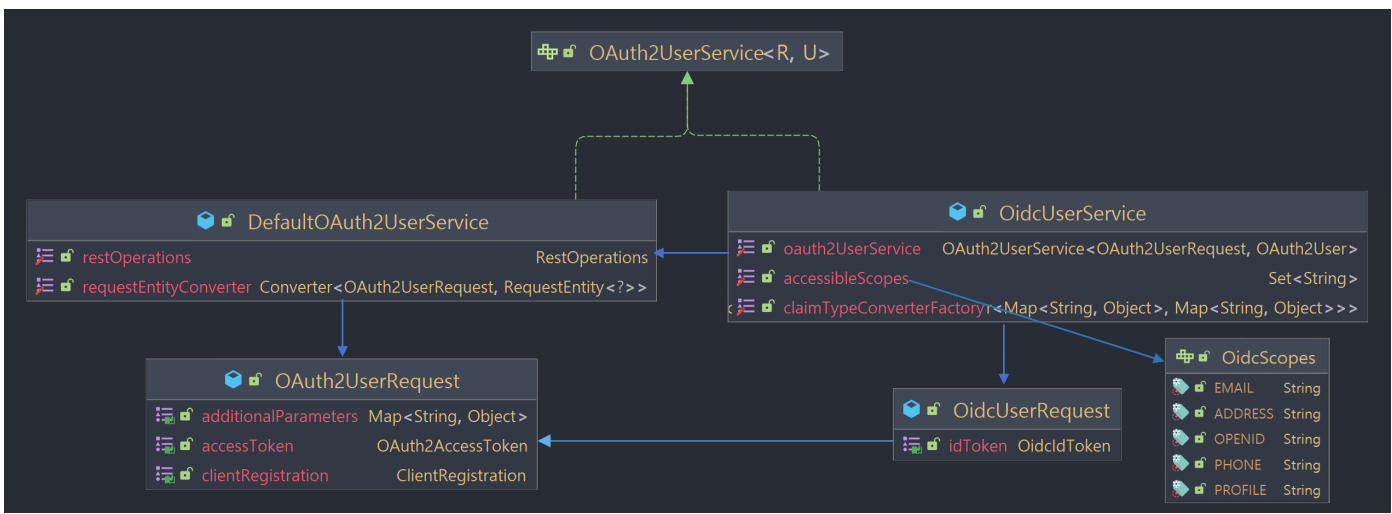 OAuth2UserService<R, U>
DefaultOAuth2UserService
restOperations RestOperations
requestEntityConverter Converter<OAuth2UserRequest, RequestEntity<?>>
OidcUserService
oauth2UserService OAuth2UserService<OAuth2UserRequest, OAuth2User>
accessibleScopes Set<String>
claimTypeConverterFactory <Map<String, Object>, Map<String, Object>>>
OAuth2UserRequest
additionalParameters Map<String, Object>
accessToken OAuth2AccessToken
clientRegistration ClientRegistration
OidcUserRequest
idToken OidcIdToken
OidcScopes
EMAIL String
ADDRESS String
OPENID String
PHONE String
PROFILE String